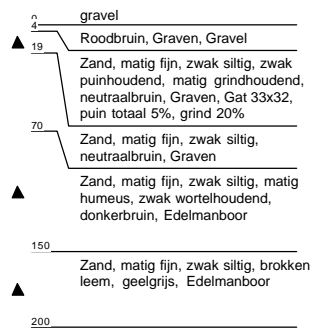 0 gravel
4 Roodbruin, Graven, Gravel
19 Zand, matig fijn, zwak siltig, zwak
puinhoudend, matig grindhoudend,
neutraalbruin, Graven, Gat 33x32,
puin totaal 5%, grind 20%
70 Zand, matig fijn, zwak siltig,
neutraalbruin, Graven
Zand, matig fijn, zwak siltig, matig
humeus, zwak wortelhoudend,
donkerbruin, Edelmanboor
150
Zand, matig fijn, zwak siltig, brokken
leem, geelgrijs, Edelmanboor
200